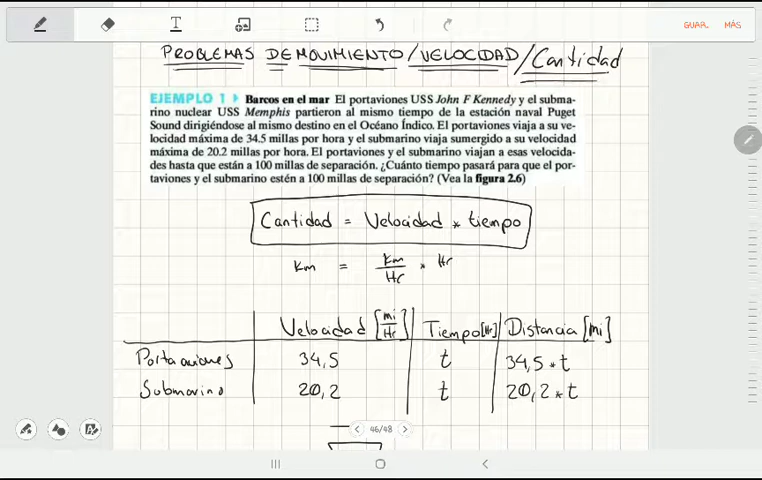 GUAR. MÁS
PROBLEMAS DE MOVIMIENTO/VELOCIDAD/Cantidad
EJEMPLO 1 ▶ Barcos en el mar El portaviones USS John F Kennedy y el subma-
rino nuclear USS Memphis partieron al mismo tiempo de la estación naval Puget
Sound dirigiéndose al mismo destino en el Océano Índico. El portaviones viaja a su ve-
locidad máxima de 34.5 millas por hora y el submarino viaja sumergido a su velocidad
máxima de 20.2 millas por hora. El portaviones y el submarino viajan a esas velocida-
des hasta que están a 100 millas de separación. ¿Cuánto tiempo pasará para que el por-
taviones y el submarino estén a 100 millas de separación? (Vea la figura 2.6)
Cantidad = Velocidad * tiempo
Km = Km/Hr * Hr
Velocidad [mi/Hr] Tiempo[Hr] Distancia [mi]
Portaaviones 34,5 t 34,5 * t
Submarino 20,2 t 20,2 * t
46/48